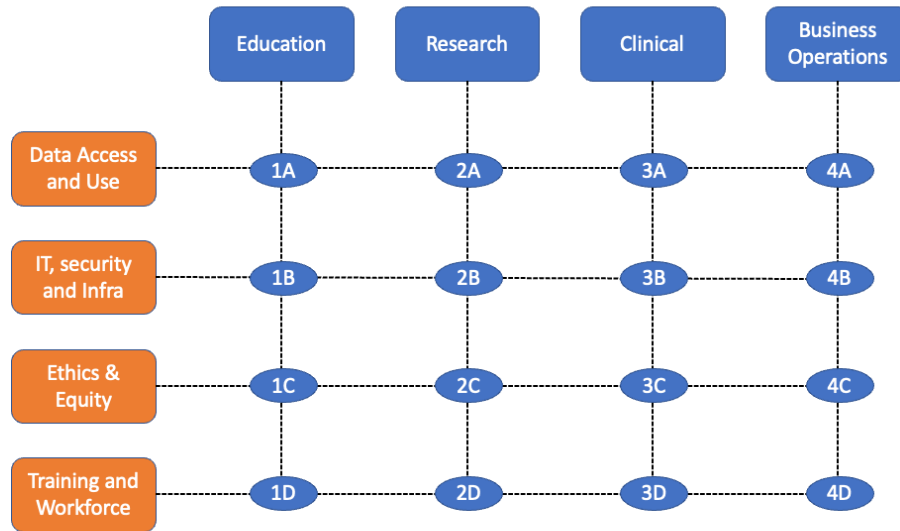 Education
Research
Clinical
Business
Operations
Data Access
and Use
1A
2A
3A
4A
IT, security
and Infra
1B
2B
3B
4B
Ethics &
Equity
1C
2C
3C
4C
Training and
Workforce
1D
2D
3D
4D